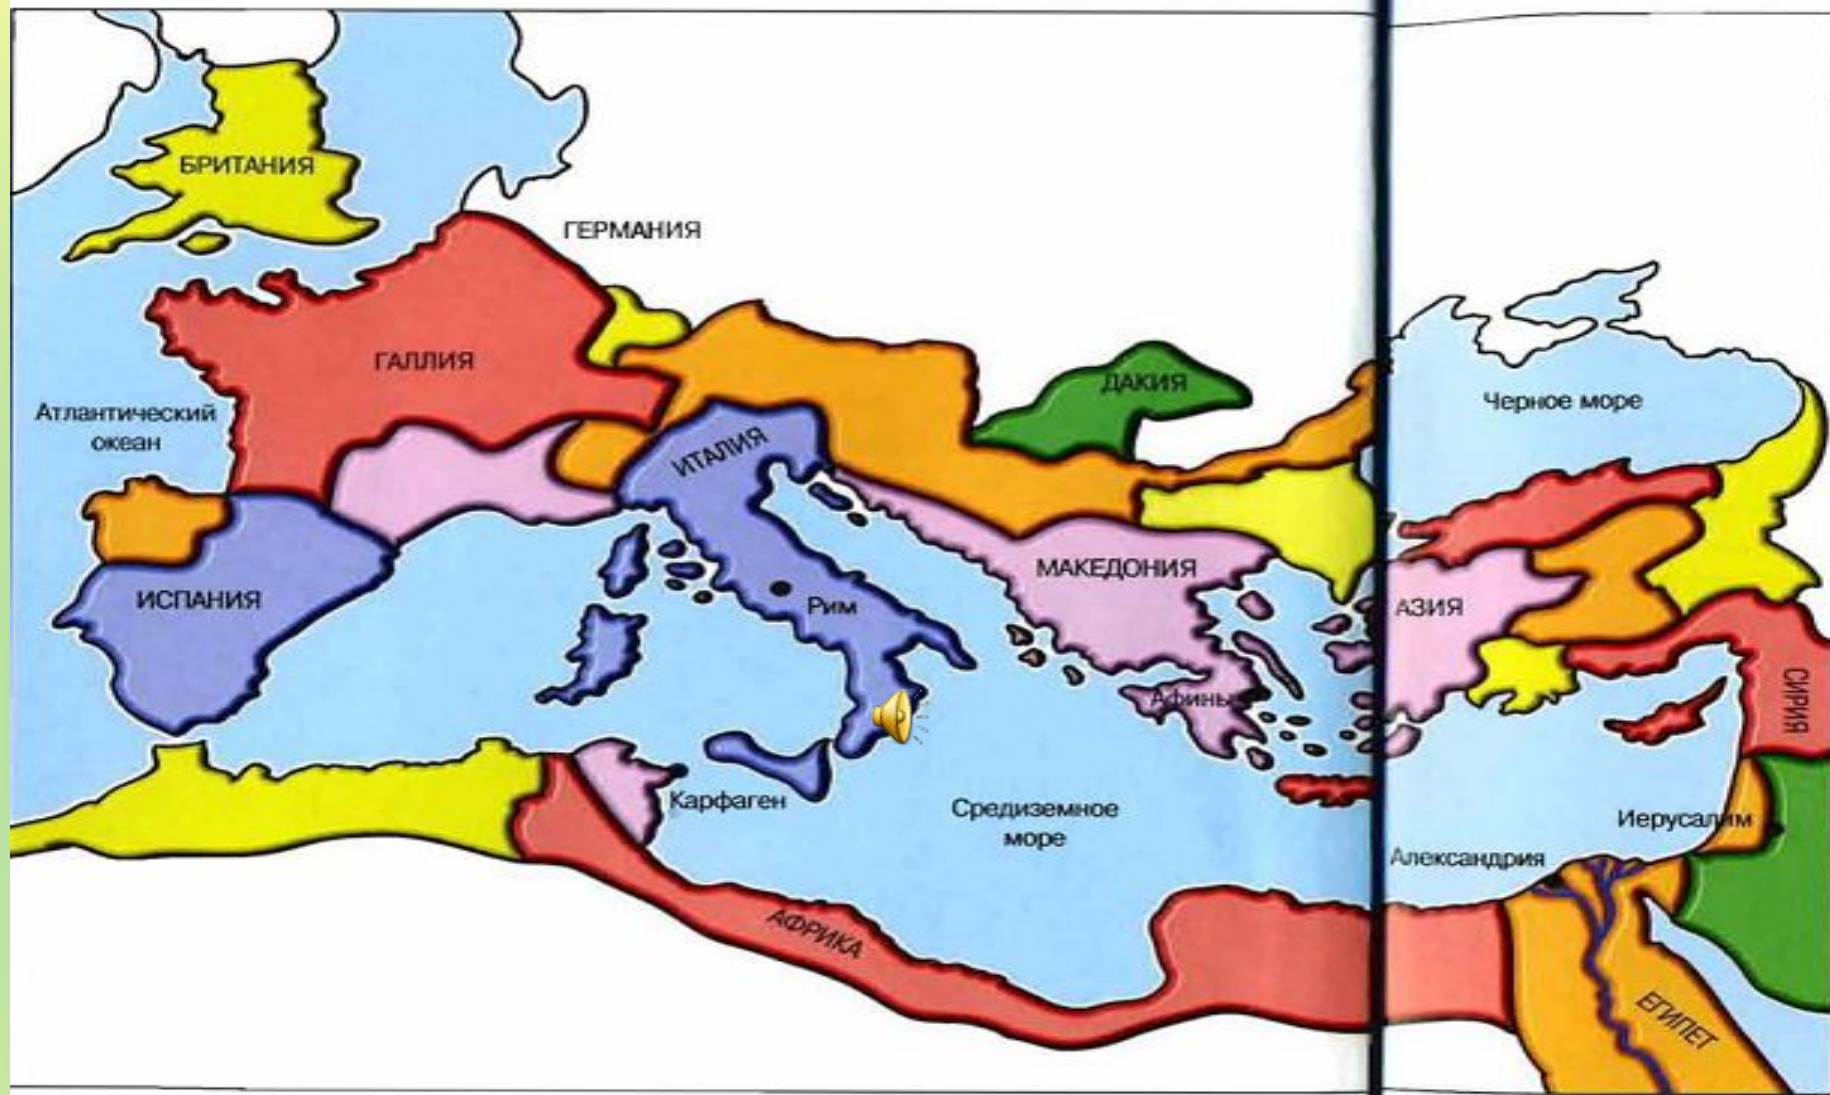 БРИТАНИЯ
ГЕРМАНИЯ
ГАЛЛИЯ
ДАКИЯ
Атлантический
океан
Черное море
ИТАЛИЯ
МАКЕДОНИЯ
ИСПАНИЯ
Рим
АЗИЯ
Афины
СИРИЯ
Карфаген
Средиземное
море
Иерусалим
Александрия
АФРИКА
ЕГИПЕТ